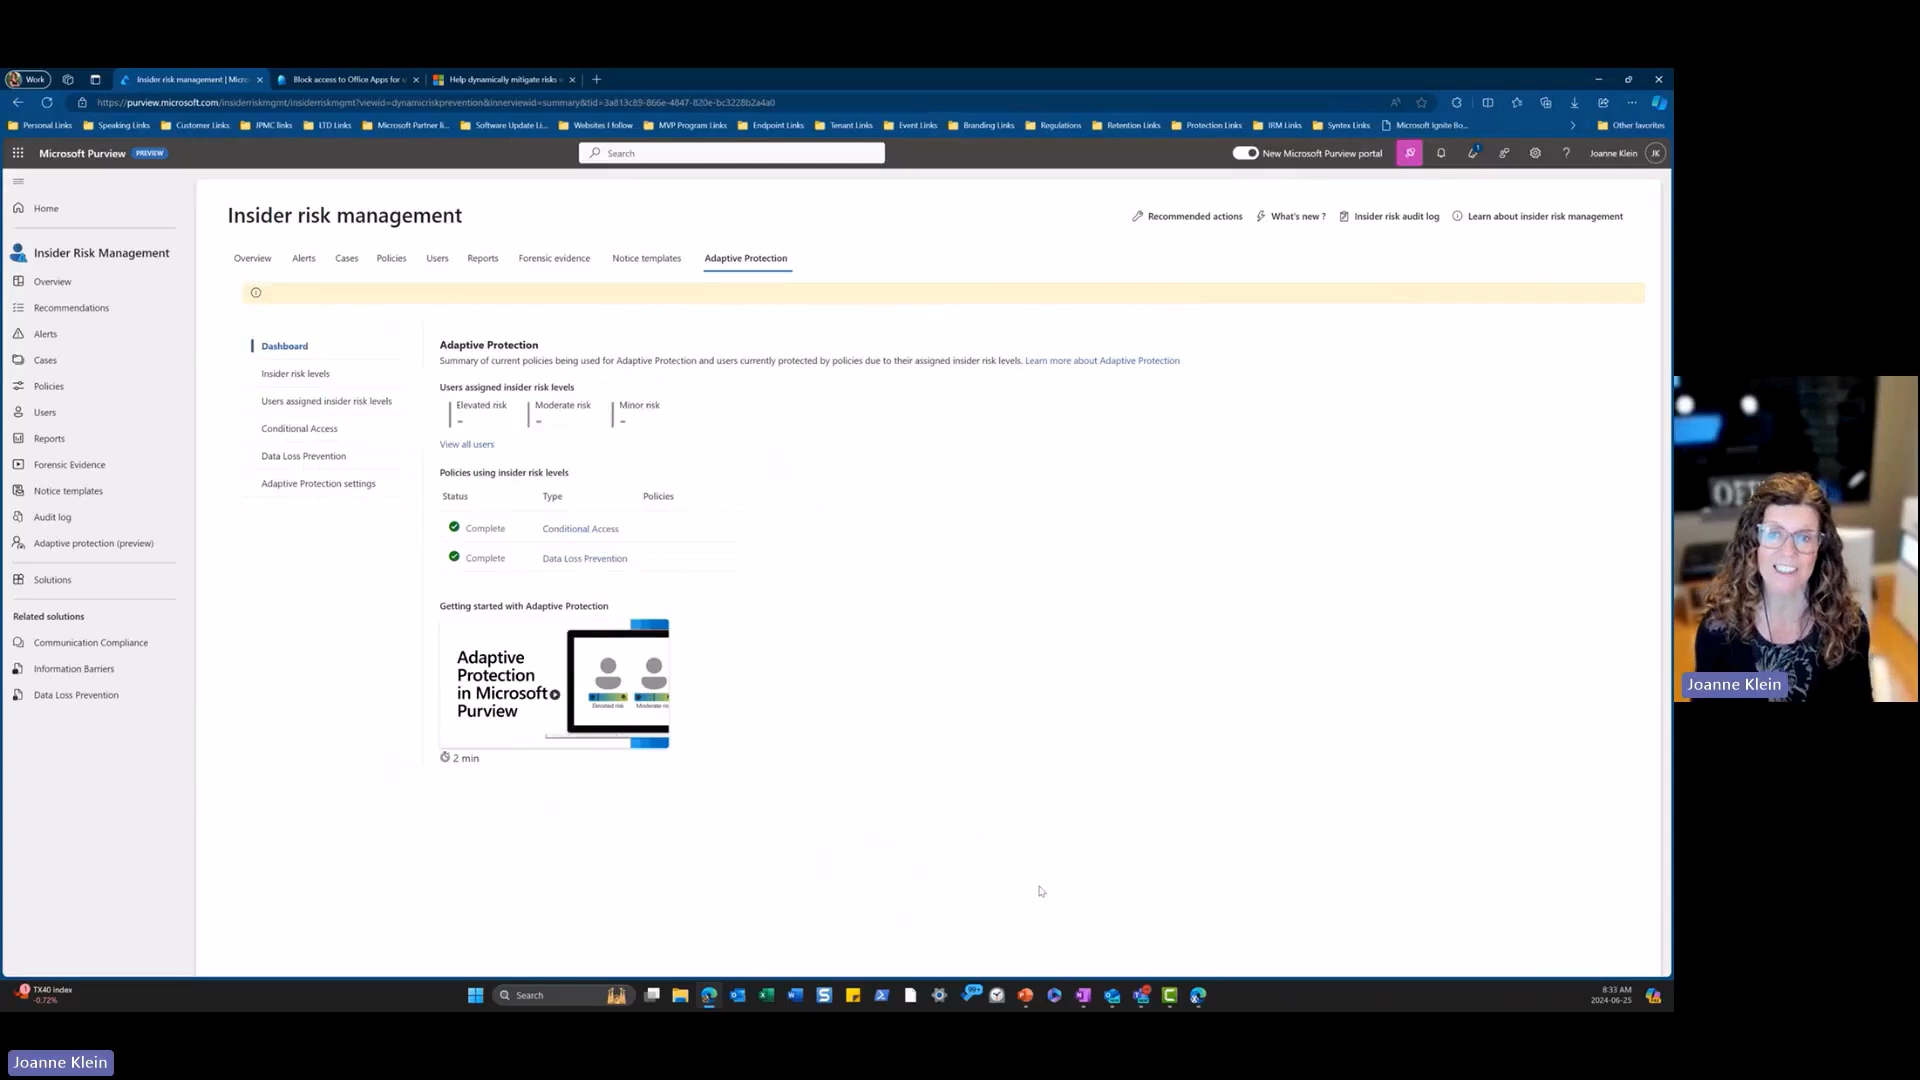 Work
Insider risk management | Micro
Block access to Office Apps for
Help dynamically mitigate risks
https://purview.microsoft.com/insiderriskmgmt/insiderriskmgmt?viewid=dynamicriskprevention&innerviewid=summary&tid=3a813c89-866e-4847-820e-bc3228b2a4a0
Personal Links Speaking Links Customer Links JPMC links LTD Links Microsoft Partner li... Software Update Li... Websites I follow MVP Program Links Endpoint Links Tenant Links Event Links Branding Links Regulations Retention Links Protection Links IRM Links Syntex Links Microsoft Ignite Bo... Other favorites
Microsoft Purview PREVIEW
Search
New Microsoft Purview portal
1
?
Joanne Klein JK
Home
Insider Risk Management
Overview
Recommendations
Alerts
Cases
Policies
Users
Reports
Forensic Evidence
Notice templates
Audit log
Adaptive protection (preview)
Solutions
Related solutions
Communication Compliance
Information Barriers
Data Loss Prevention
Insider risk management
Recommended actions What's new ? Insider risk audit log Learn about insider risk management
Overview Alerts Cases Policies Users Reports Forensic evidence Notice templates Adaptive Protection
Dashboard
Insider risk levels
Users assigned insider risk levels
Conditional Access
Data Loss Prevention
Adaptive Protection settings
Adaptive Protection
Summary of current policies being used for Adaptive Protection and users currently protected by policies due to their assigned insider risk levels. Learn more about Adaptive Protection
Users assigned insider risk levels
Elevated risk Moderate risk Minor risk
– – –
View all users
Policies using insider risk levels
Status Type Policies
Complete Conditional Access
Complete Data Loss Prevention
Getting started with Adaptive Protection
Adaptive
Protection
in Microsoft
Purview
Elevated risk Moderate ris
2 min
OFF
Joanne Klein
TX40 index
-0.72%
Search
99+
8:33 AM
2024-06-25
Joanne Klein